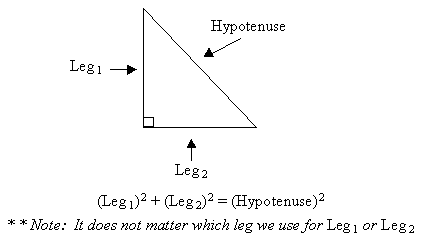 Hypotenuse
Leg₁
Leg₂
(Leg₁)² + (Leg₂)² = (Hypotenuse)²
* * Note: It does not matter which leg we use for Leg₁ or Leg₂